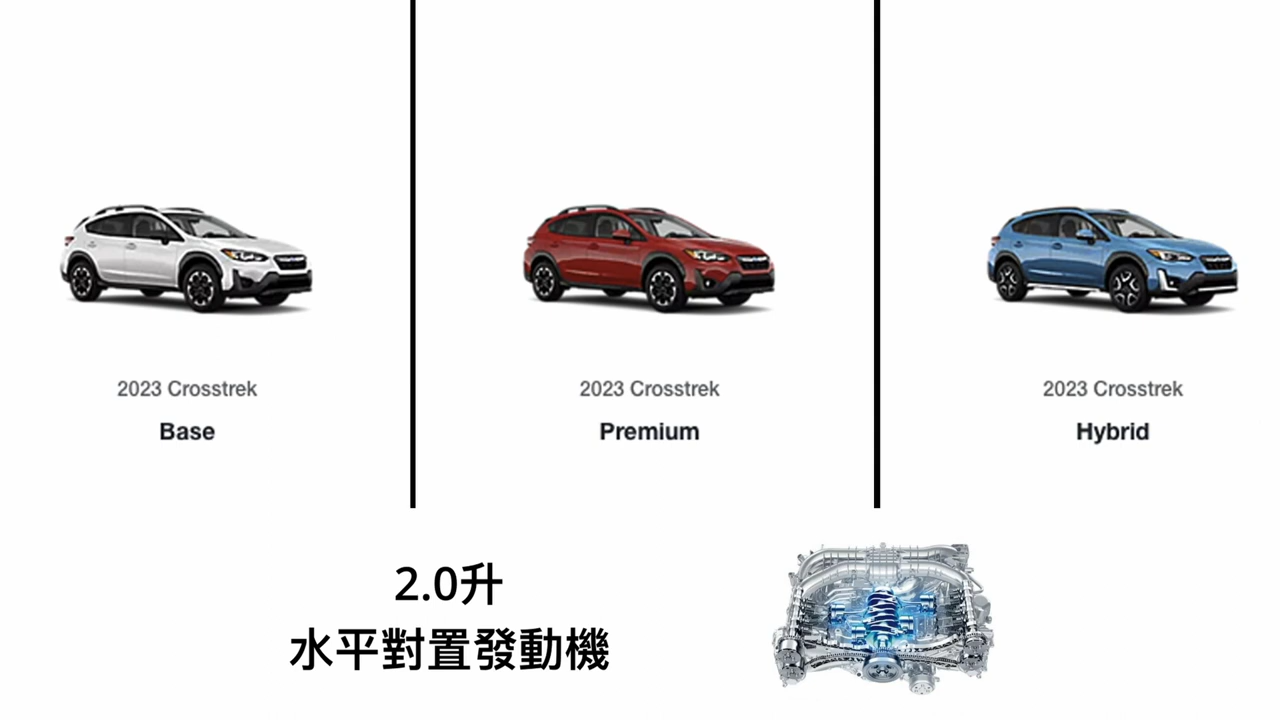 2023 Crosstrek
Base
2023 Crosstrek
Premium
2023 Crosstrek
Hybrid
2.0升
水平對置發動機